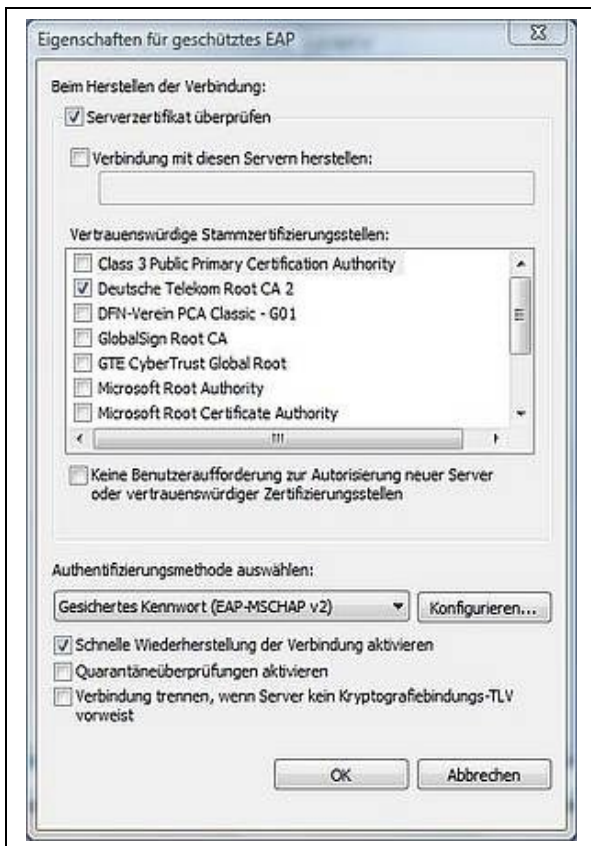 Eigenschaften für geschütztes EAP
Beim Herstellen der Verbindung:
Serverzertifikat überprüfen
Verbindung mit diesen Servern herstellen:
Vertrauenswürdige Stammzertifizierungsstellen:
Class 3 Public Primary Certification Authority
Deutsche Telekom Root CA 2
DFN-Verein PCA Classic - G01
GlobalSign Root CA
GTE CyberTrust Global Root
Microsoft Root Authority
Microsoft Root Certificate Authority
Keine Benutzeraufforderung zur Autorisierung neuer Server
oder vertrauenswürdiger Zertifizierungsstellen
Authentifizierungsmethode auswählen:
Gesichertes Kennwort (EAP-MSCHAP v2)
Konfigurieren...
Schnelle Wiederherstellung der Verbindung aktivieren
Quarantäneüberprüfungen aktivieren
Verbindung trennen, wenn Server kein Kryptografiebindungs-TLV
vorweist
OK
Abbrechen